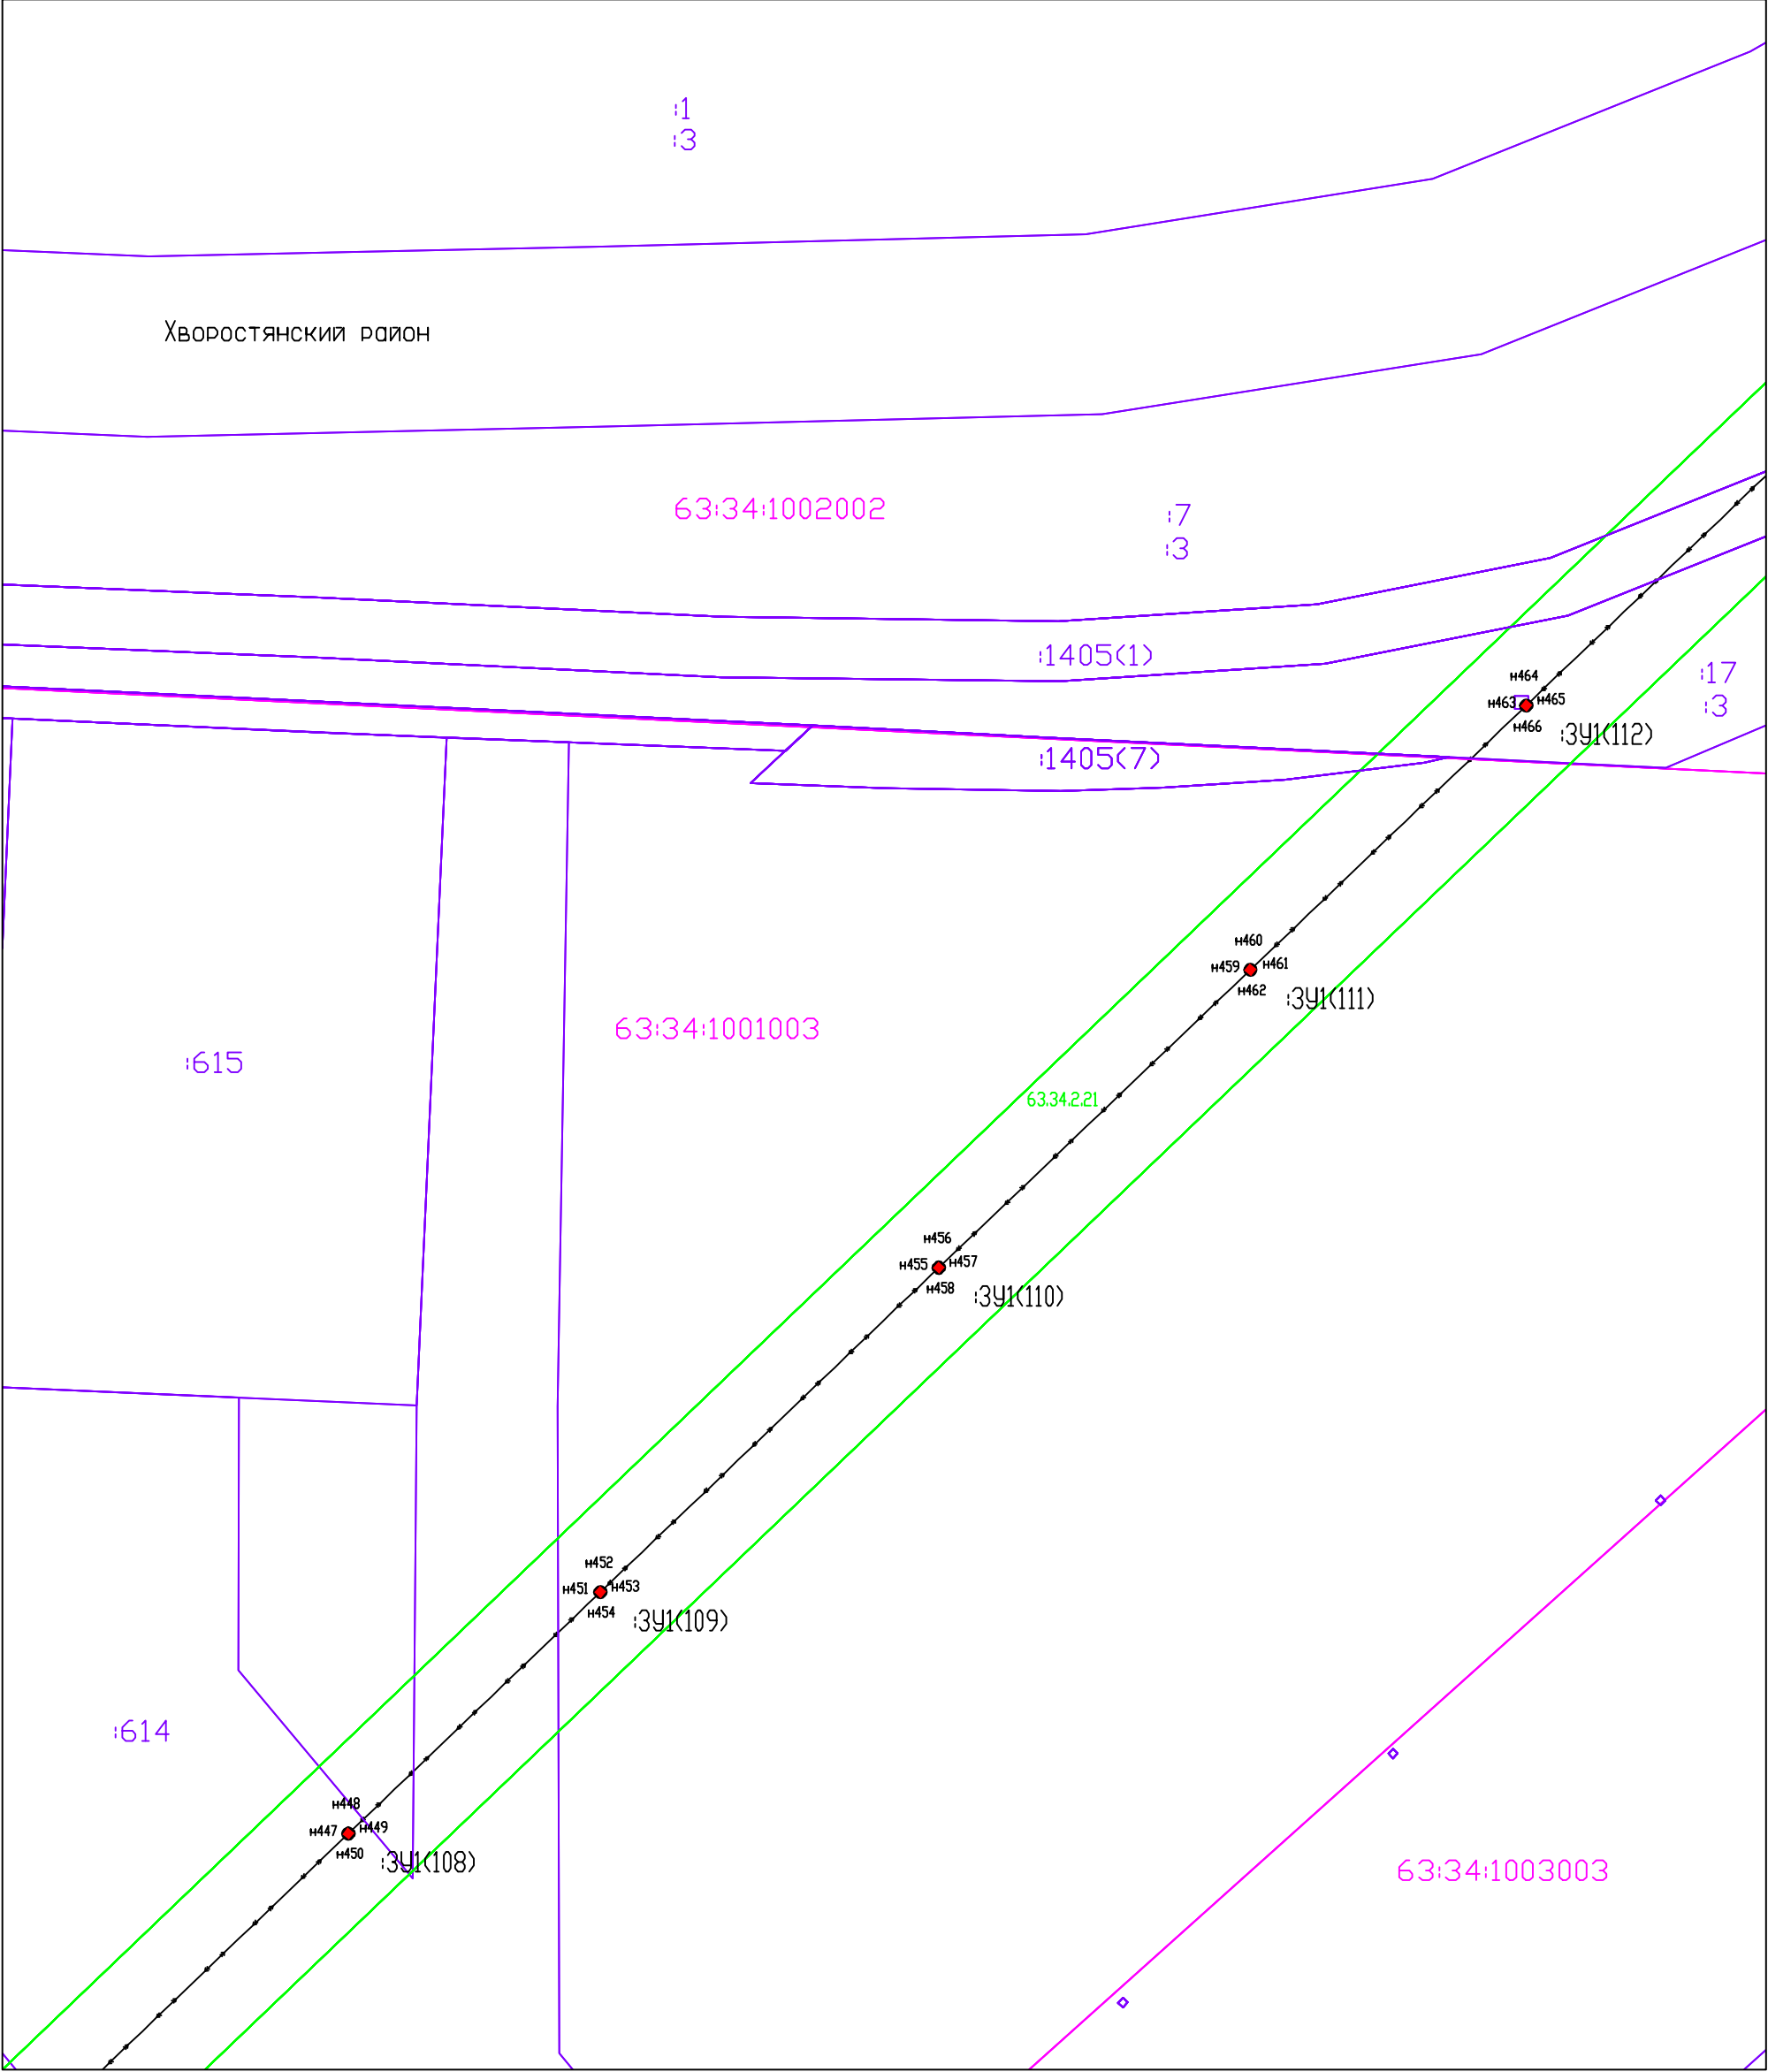 :1
:3
Хворостянский район
63:34:1002002
:7
:3
:1405(1)
:17
:3
н464
н463
н465
н466
:ЗУ1(112)
:1405(7)
н460
н459
н461
н462
:ЗУ1(111)
63:34:1001003
:615
63.34.2.21
н456
н455
н457
н458
:ЗУ1(110)
н452
н451
н453
н454
:ЗУ1(109)
:614
н448
н447
н449
н450
:ЗУ1(108)
63:34:1003003